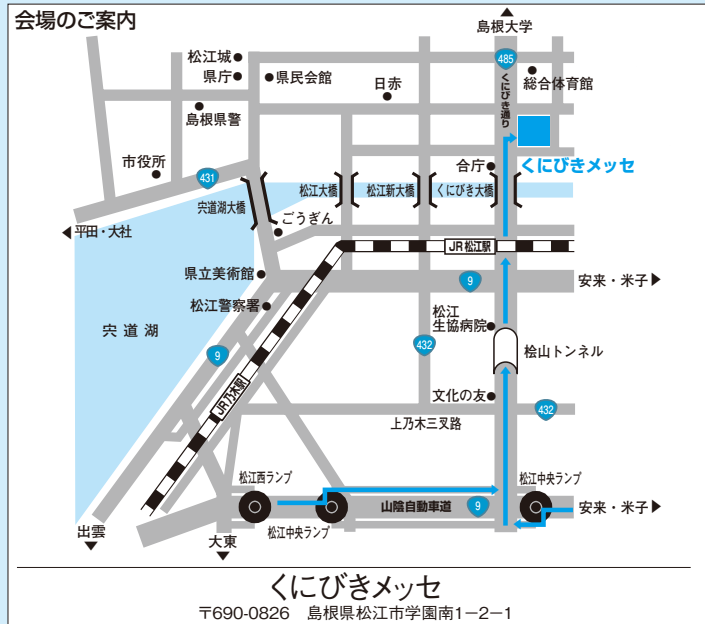 会場のご案内
島根大学
松江城
県庁
県民会館
485
総合体育館
日赤
くにびき通り
島根県警
市役所
431
合庁
くにびきメッセ
松江大橋
松江新大橋
くにびき大橋
宍道湖大橋
ごうぎん
平田・大社
JR松江駅
県立美術館
9
安来・米子
松江警察署
松江
生協病院
宍道湖
432
桧山トンネル
9
JR乃木駅
文化の友
432
上乃木三叉路
松江西ランプ
松江中央ランプ
山陰自動車道
9
安来・米子
松江中央ランプ
出雲
大東
くにびきメッセ
〒690-0826 島根県松江市学園南1−2−1